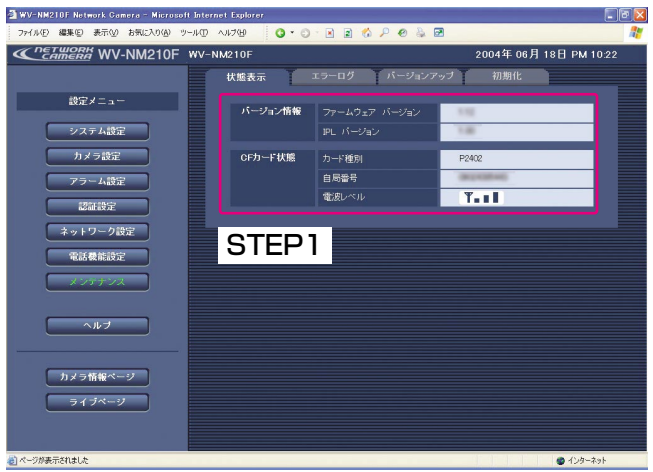 WV-NM210F Network Camera - Microsoft Internet Explorer
ファイル(F) 編集(E) 表示(V) お気に入り(A) ツール(T) ヘルプ(H)
NETWORK CAMERA WV-NM210F
WV-NM210F 2004年 06月 18日 PM 10:22
状態表示 エラーログ バージョンアップ 初期化
設定メニュー
システム設定
カメラ設定
アラーム設定
認証設定
ネットワーク設定
電話機能設定
メンテナンス
ヘルプ
カメラ情報ページ
ライブページ
バージョン情報 ファームウェア バージョン
IPL バージョン
CFカード状態 カード種別 P2402
自局番号
電波レベル
STEP1
ページが表示されました インターネット